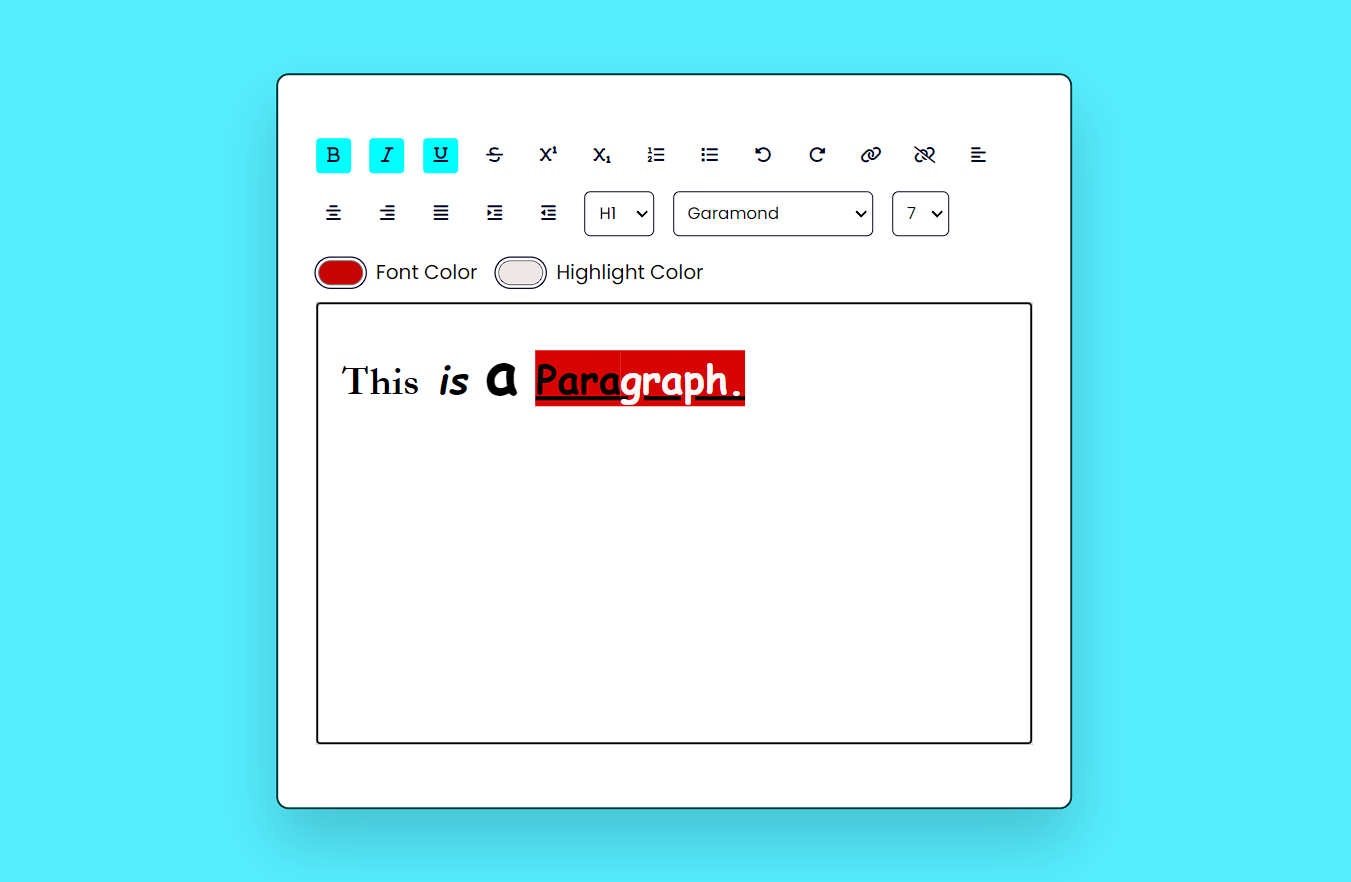 B I U S X¹ X₁
H1 Garamond 7
Font Color Highlight Color
This is a Paragraph.